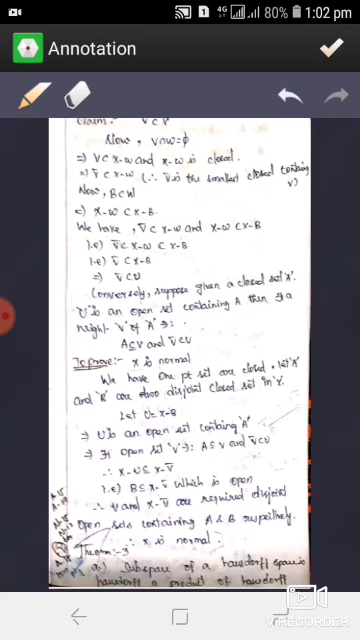 4G 80% 1:02 pm
Annotation
Claim:- V̄ ⊂ U
Now, V∩W=ϕ
⇒ V⊂ X-W and X-W is closed.
⇒ V̄ ⊂ X-W (∵ V̄ is the smallest closed containing V)
Now, B⊂W
⇒ X-W ⊂ X-B.
We have, V̄ ⊂ X-W and X-W ⊂ X-B
(i.e) V̄ ⊂ X-W ⊂ X-B
(i.e) V̄ ⊂ X-B
⇒ V̄ ⊂ U
Conversely, suppose given a closed set 'A'.
'U' is an open set containing A then ∃ a
neigh. 'V' of 'A' ∋:
A⊆V and V̄⊂U
To prove:- X is normal
We have one pt set are closed. let 'A'
and 'B' are two disjoint closed set in
Let U= X-B
⇒ U is an open set containg 'A'
⇒ ∃ open set 'V' ∋: A⊆V and V̄⊂U
∴ X-U⊆ X-V̄
(i.e) B⊆ X-V̄ which is open
∴ V and X-V̄ are required disjoint
open sets containing A & B respeitely.
∴ X is normal.
a.) Subspace of a hausdorff space is
hausdorff a product of hausdorff
V RECORDER